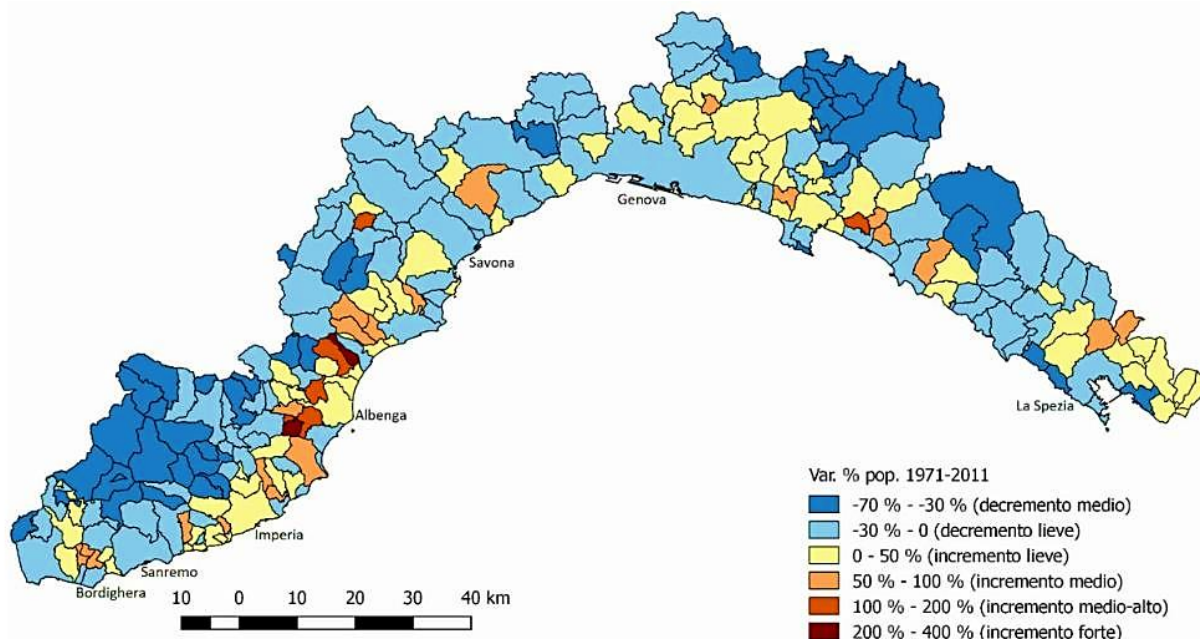 Genova
Savona
Albenga
La Spezia
Imperia
Sanremo
Bordighera
10 0 10 20 30 40 km
Var. % pop. 1971-2011
-70 % - -30 % (decremento medio)
-30 % - 0 (decremento lieve)
0 - 50 % (incremento lieve)
50 % - 100 % (incremento medio)
100 % - 200 % (incremento medio-alto)
200 % - 400 % (incremento forte)